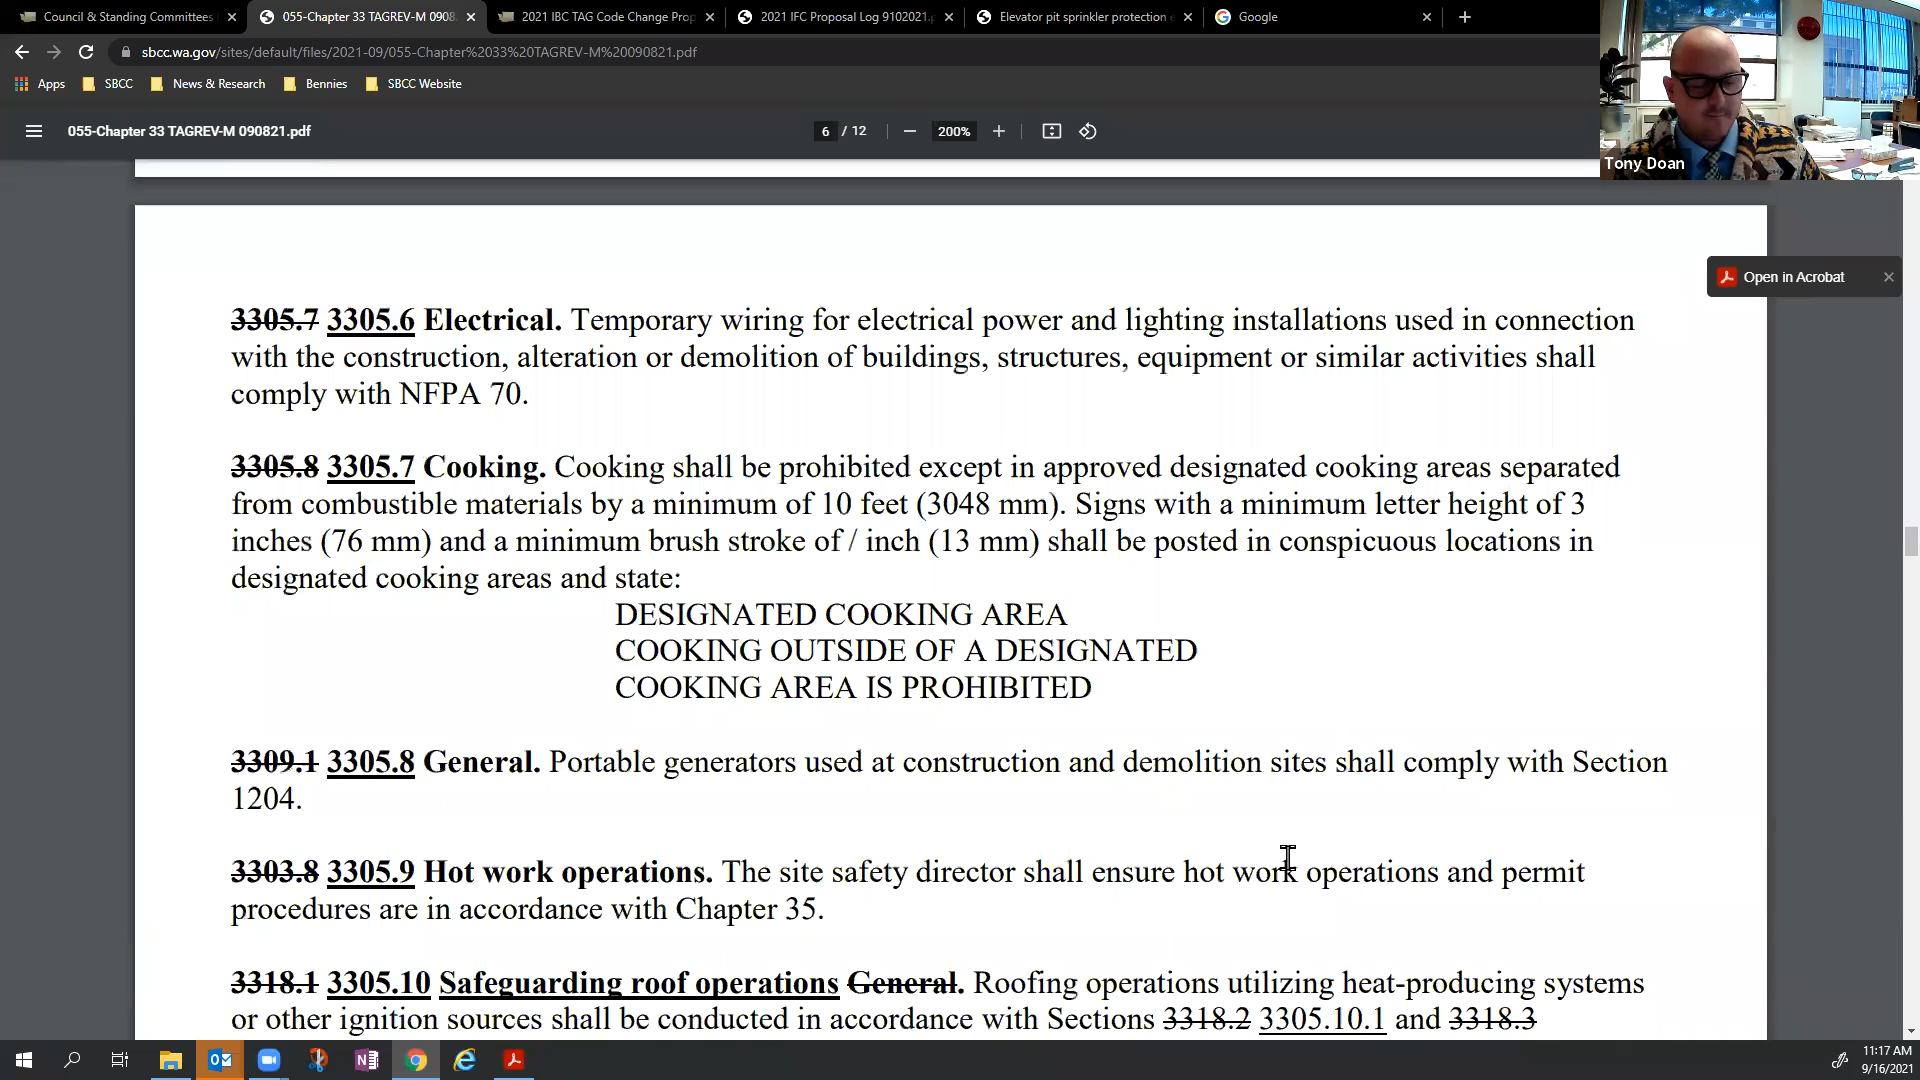 Council & Standing Committees
055-Chapter 33 TAGREV-M 0908
2021 IBC TAG Code Change Prop
2021 IFC Proposal Log 9102021.p
Elevator pit sprinkler protection e
Google
sbcc.wa.gov/sites/default/files/2021-09/055-Chapter%2033%20TAGREV-M%20090821.pdf
Apps
SBCC
News & Research
Bennies
SBCC Website
055-Chapter 33 TAGREV-M 090821.pdf
6 / 12
200%
Tony Doan
Open in Acrobat
3305.7 3305.6 Electrical. Temporary wiring for electrical power and lighting installations used in connection
with the construction, alteration or demolition of buildings, structures, equipment or similar activities shall
comply with NFPA 70.
3305.8 3305.7 Cooking. Cooking shall be prohibited except in approved designated cooking areas separated
from combustible materials by a minimum of 10 feet (3048 mm). Signs with a minimum letter height of 3
inches (76 mm) and a minimum brush stroke of / inch (13 mm) shall be posted in conspicuous locations in
designated cooking areas and state:
DESIGNATED COOKING AREA
COOKING OUTSIDE OF A DESIGNATED
COOKING AREA IS PROHIBITED
3309.1 3305.8 General. Portable generators used at construction and demolition sites shall comply with Section
1204.
3303.8 3305.9 Hot work operations. The site safety director shall ensure hot work operations and permit
procedures are in accordance with Chapter 35.
3318.1 3305.10 Safeguarding roof operations General. Roofing operations utilizing heat-producing systems
or other ignition sources shall be conducted in accordance with Sections 3318.2 3305.10.1 and 3318.3
11:17 AM
9/16/2021